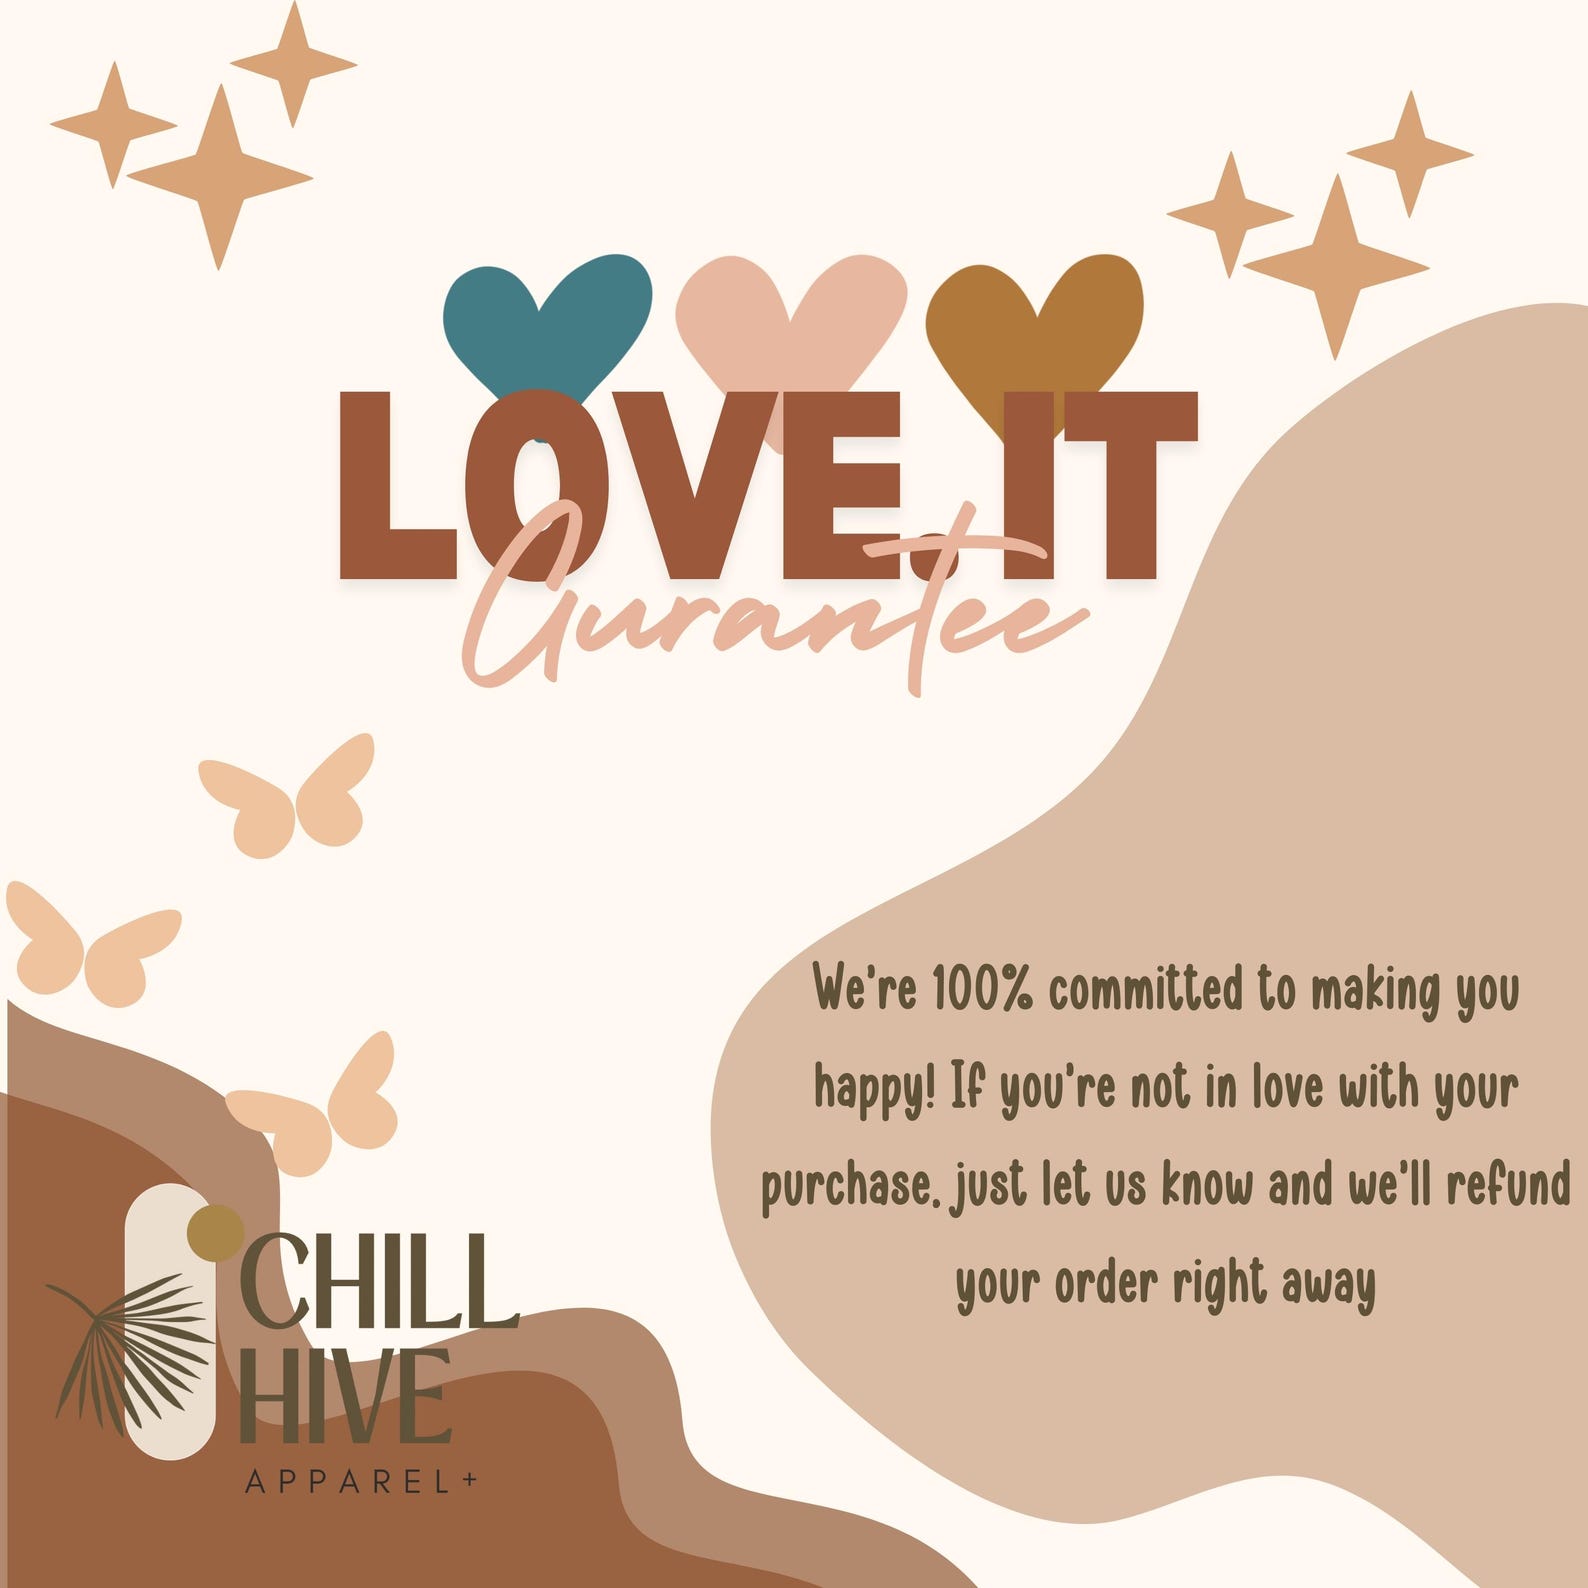 LOVE.IT
Gurantee
We're 100% committed to making you
happy! If you're not in love with your
purchase, just let us know and we'll refund
your order right away
CHILL
HIVE
APPAREL+